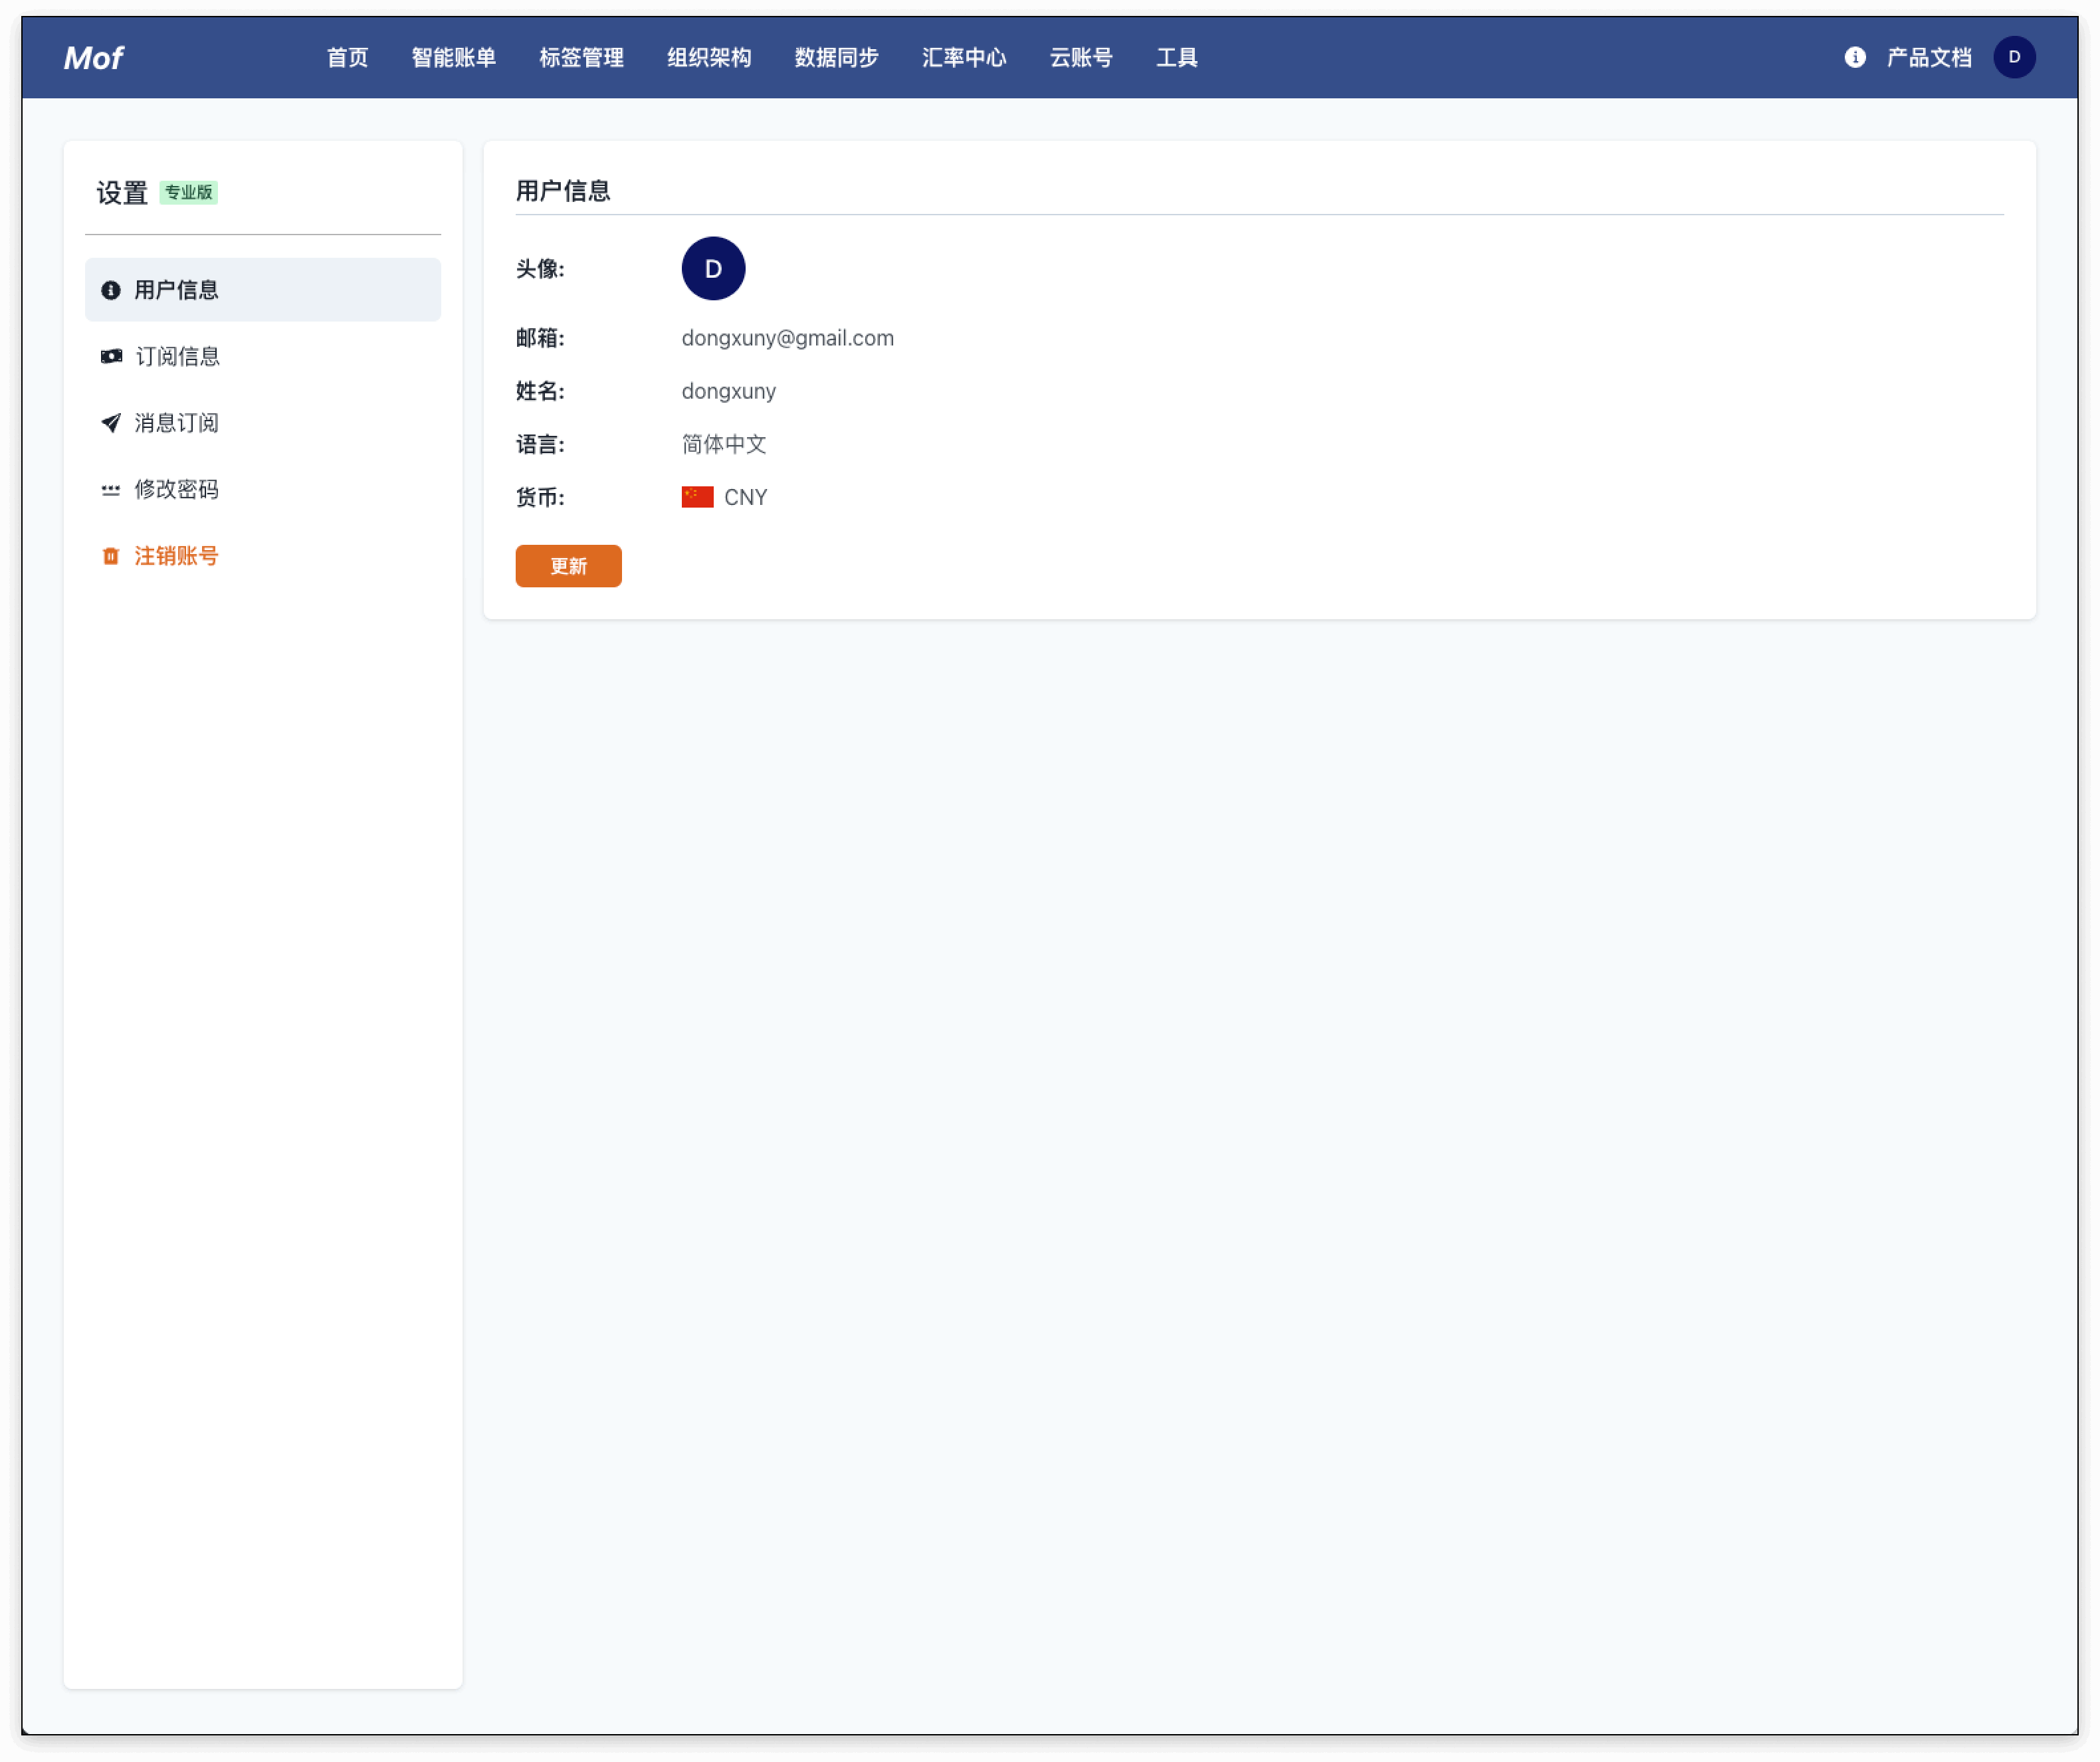 Mof 首页 智能账单 标签管理 组织架构 数据同步 汇率中心 云账号 工具 产品文档 D
设置 专业版
用户信息
订阅信息
消息订阅
修改密码
注销账号
用户信息
头像: D
邮箱: dongxuny@gmail.com
姓名: dongxuny
语言: 简体中文
货币: CNY
更新